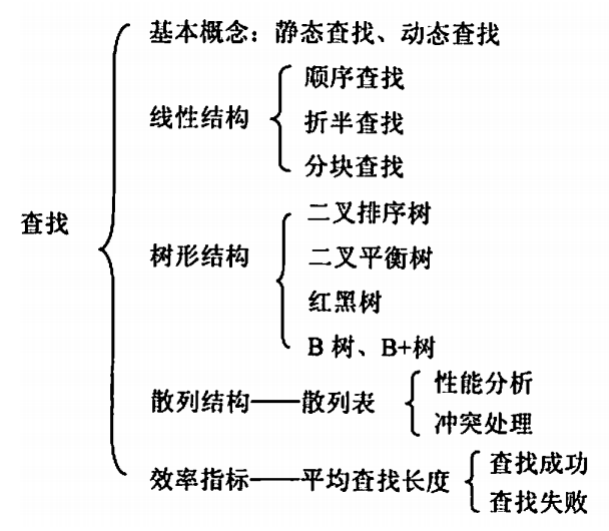 基本概念：静态查找、动态查找
线性结构
顺序查找
折半查找
分块查找
查找
树形结构
二叉排序树
二叉平衡树
红黑树
B 树、B+树
散列结构——散列表
性能分析
冲突处理
效率指标——平均查找长度
查找成功
查找失败